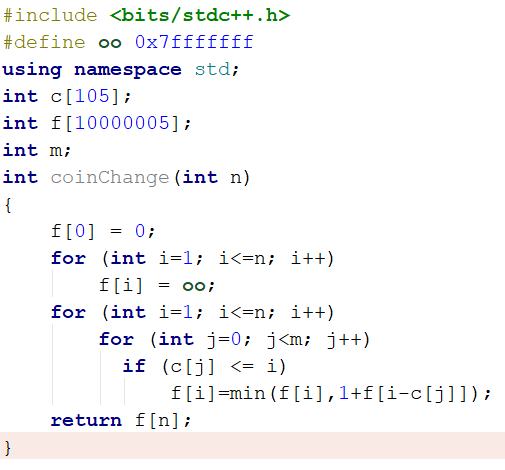 #include <bits/stdc++.h>
#define oo 0x7fffffff
using namespace std;
int c[105];
int f[10000005];
int m;
int coinChange(int n)
{
    f[0] = 0;
    for (int i=1; i<=n; i++)
        f[i] = oo;
    for (int i=1; i<=n; i++)
        for (int j=0; j<m; j++)
          if (c[j] <= i)
              f[i]=min(f[i],1+f[i-c[j]]);
    return f[n];
}